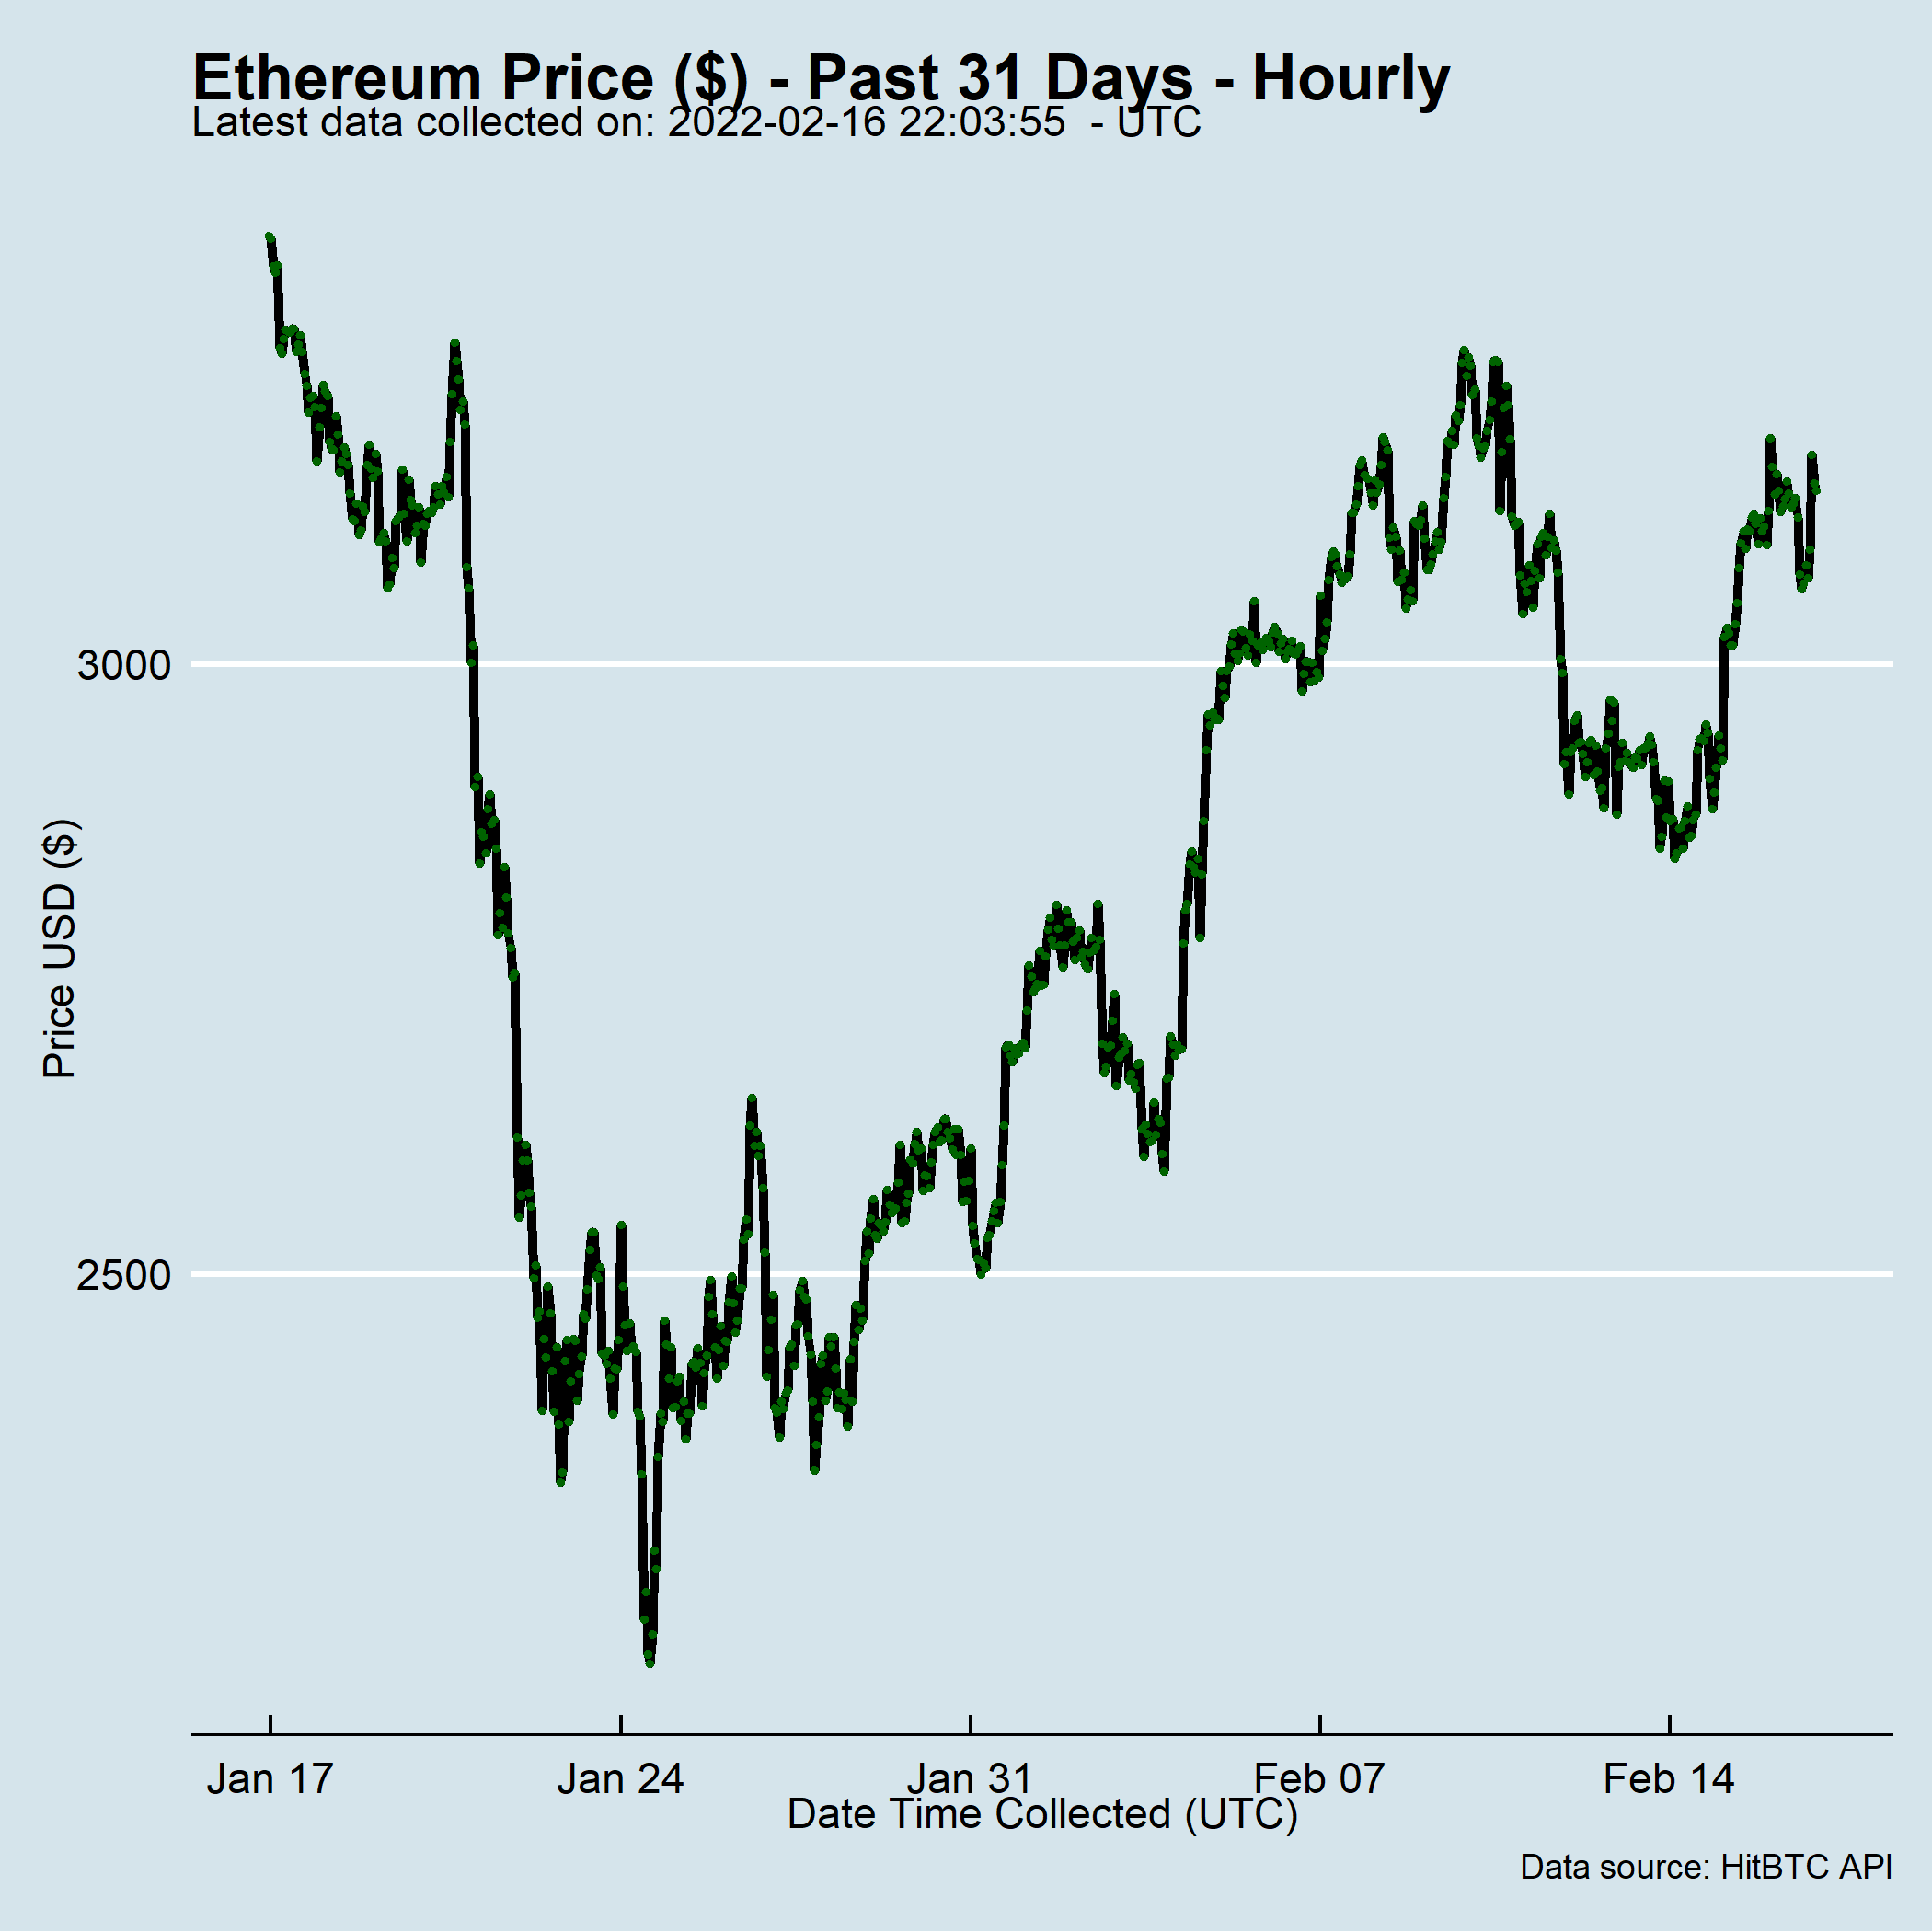 Ethereum Price ($) - Past 31 Days - Hourly
Latest data collected on: 2022-02-16 22:03:55  - UTC
Price USD ($)
3000
2500
Jan 17 Jan 24 Jan 31 Feb 07 Feb 14
Date Time Collected (UTC)
Data source: HitBTC API